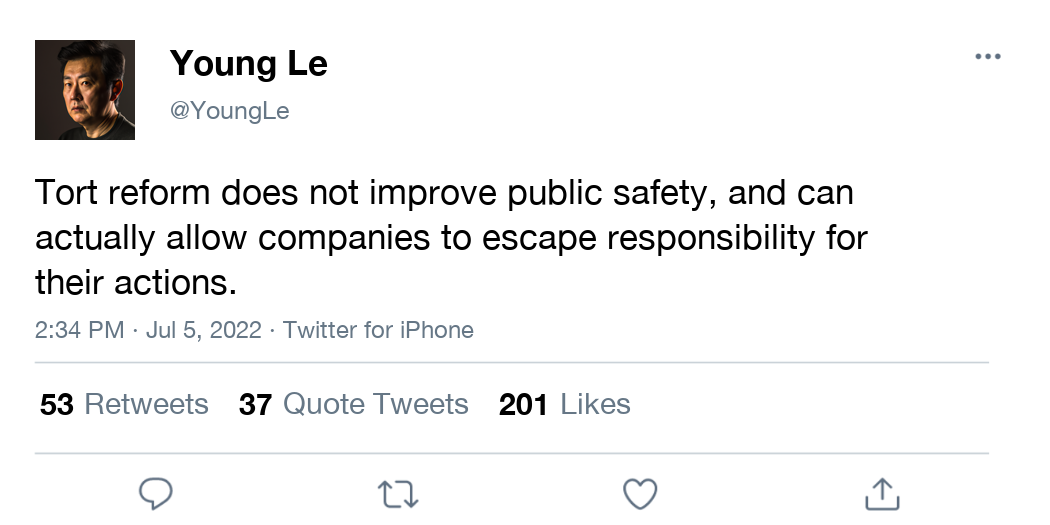 Young Le
@YoungLe
Tort reform does not improve public safety, and can
actually allow companies to escape responsibility for
their actions.
2:34 PM · Jul 5, 2022 · Twitter for iPhone
53 Retweets 37 Quote Tweets 201 Likes